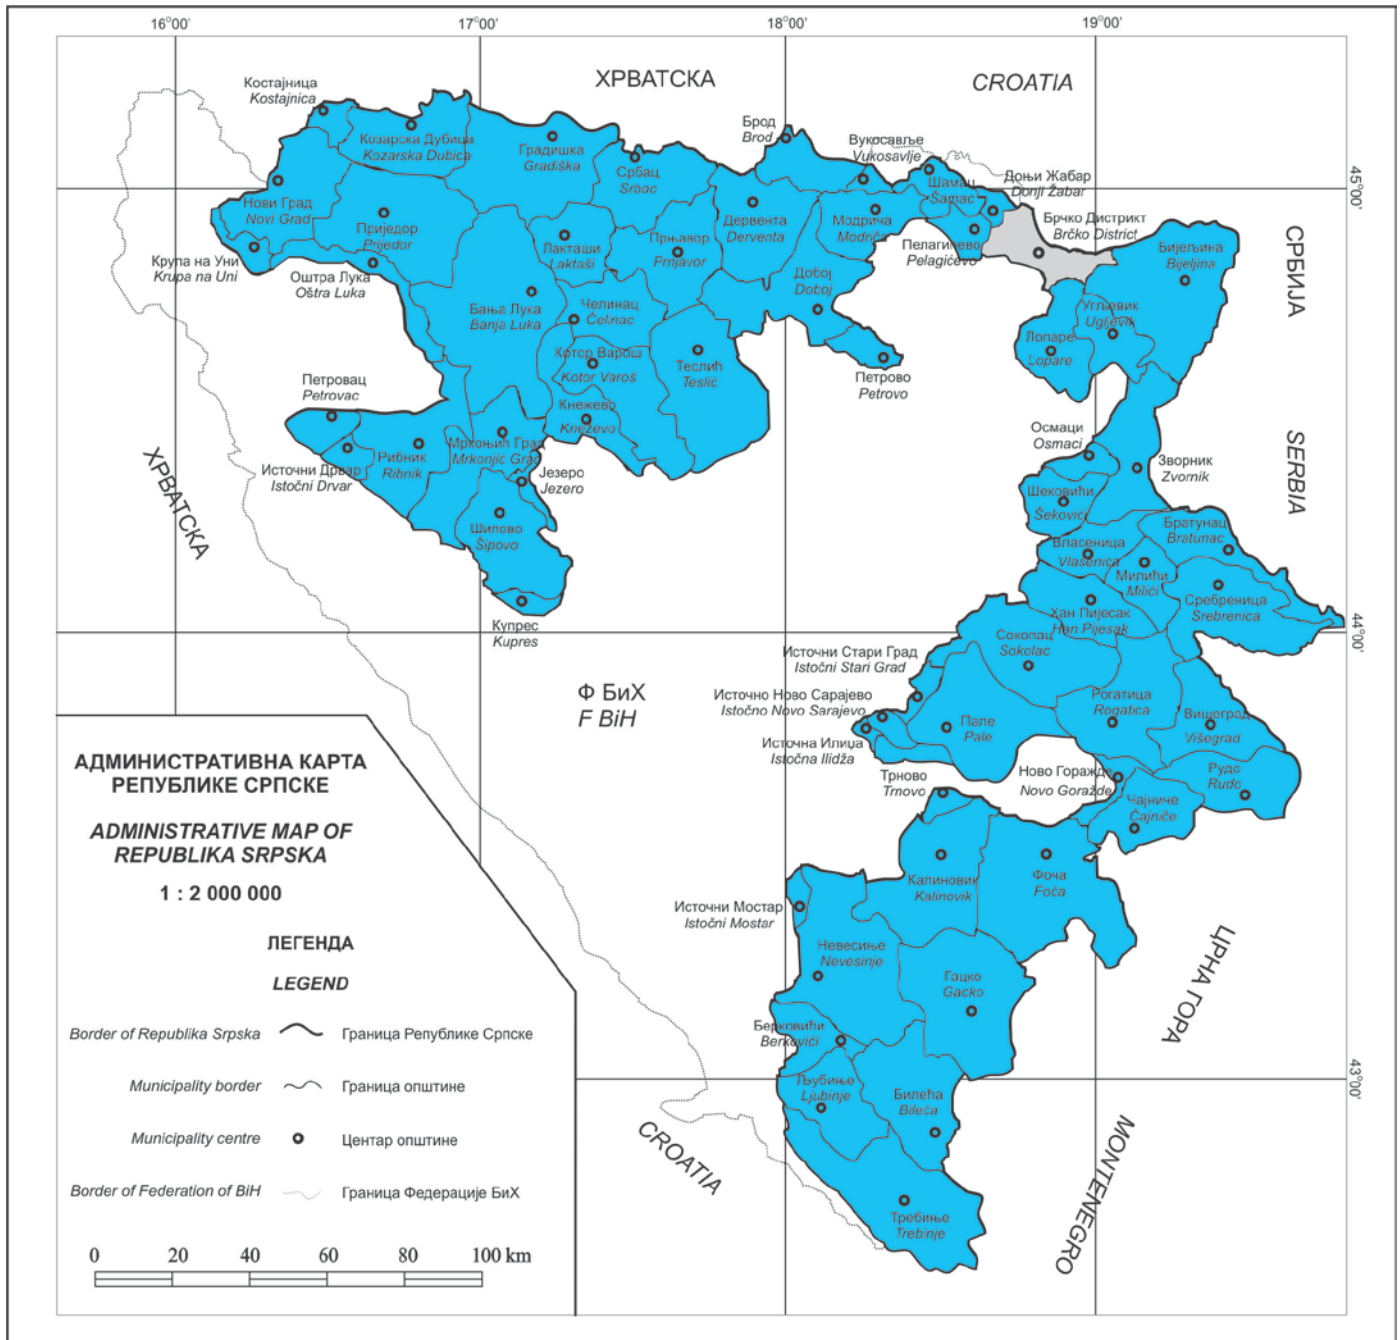 16°00'
17°00'
18°00'
19°00'
ХРВАТСКА
CROATIA
Костајница
Kostajnica
Козарска Дубица
Kozarska Dubica
Градишка
Gradiška
Србац
Srbac
Брод
Brod
Вукосавље
Vukosavlje
Шамац
Šamac
Доњи Жабар
Donji Žabar
Брчко Дистрикт
Brčko District
45°00'
СРБИЈА
Нови Град
Novi Grad
Приједор
Prijedor
Лакташи
Laktaši
Прњавор
Prnjavor
Дервента
Derventa
Модрича
Modriča
Пелагићево
Pelagićevo
Бијељина
Bijeljina
Крупа на Уни
Krupa na Uni
Оштра Лука
Oštra Luka
Бања Лука
Banja Luka
Челинац
Čelinac
Добој
Doboj
Угљевик
Ugljevik
Лопаре
Lopare
Котор Варош
Kotor Varoš
Теслић
Teslić
Петрово
Petrovo
Петровац
Petrovac
Кнежево
Kneževo
Осмаци
Osmaci
SERBIA
Источни Дрвар
Istočni Drvar
Рибник
Ribnik
Мркоњић Град
Mrkonjić Grad
Језеро
Jezero
Зворник
Zvornik
ХРВАТСКА
Шипово
Šipovo
Шековићи
Šekovići
Власеница
Vlasenica
Братунац
Bratunac
Милићи
Milići
Сребреница
Srebrenica
Купрес
Kupres
Хан Пијесак
Han Pijesak
44°00'
Соколац
Sokolac
Источни Стари Град
Istočni Stari Grad
Ф БиХ
F BiH
Источно Ново Сарајево
Istočno Novo Sarajevo
Рогатица
Rogatica
Вишеград
Višegrad
Пале
Pale
Источна Илиџа
Istočna Ilidža
Трново
Trnovo
Ново Горажде
Novo Goražde
Рудо
Rudo
Чајниче
Čajniče
Калиновик
Kalinovik
Фоча
Foča
Источни Мостар
Istočni Mostar
Невесиње
Nevesinje
Гацко
Gacko
ЦРНА ГОРА
Берковићи
Berkovići
43°00'
Љубиње
Ljubinje
Билећа
Bileća
CROATIA
MONTENEGRO
Требиње
Trebinje
АДМИНИСТРАТИВНА КАРТА
РЕПУБЛИКЕ СРПСКЕ
ADMINISTRATIVE MAP OF
REPUBLIKA SRPSKA
1 : 2 000 000
ЛЕГЕНДА
LEGEND
Border of Republika Srpska Граница Републике Српске
Municipality border Граница општине
Municipality centre Центар општине
Border of Federation of BiH Граница Федерације БиХ
0 20 40 60 80 100 km